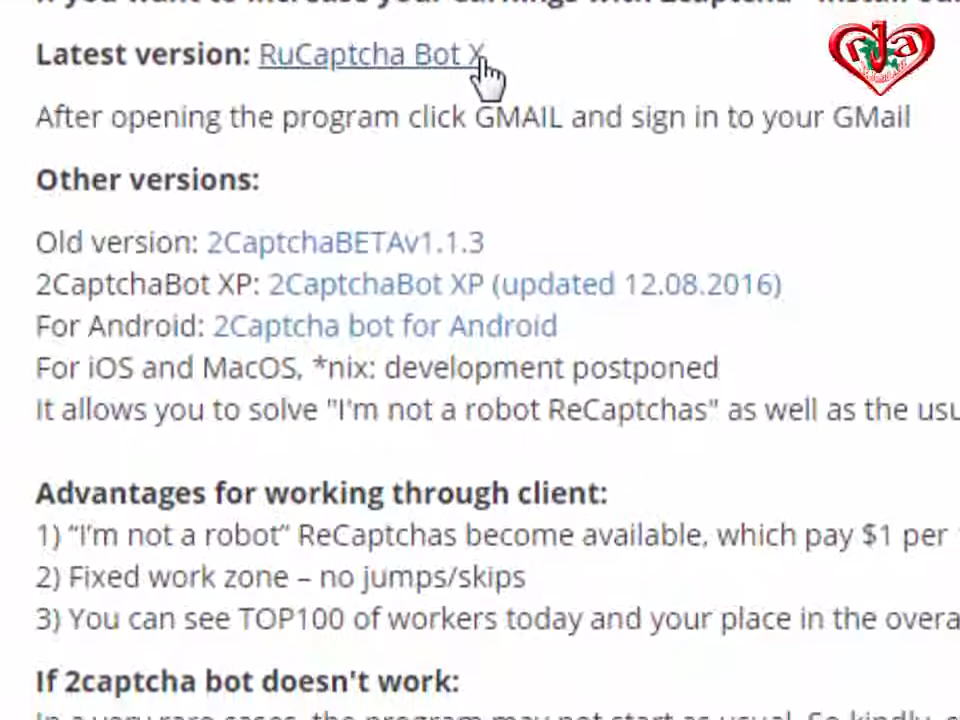 Latest version: RuCaptcha Bot X
After opening the program click GMAIL and sign in to your GMail
Other versions:
Old version: 2CaptchaBETAv1.1.3
2CaptchaBot XP: 2CaptchaBot XP (updated 12.08.2016)
For Android: 2Captcha bot for Android
For iOS and MacOS, *nix: development postponed
It allows you to solve "I'm not a robot ReCaptchas" as well as the usu
Advantages for working through client:
1) “I’m not a robot” ReCaptchas become available, which pay $1 per
2) Fixed work zone – no jumps/skips
3) You can see TOP100 of workers today and your place in the overa
If 2captcha bot doesn't work: